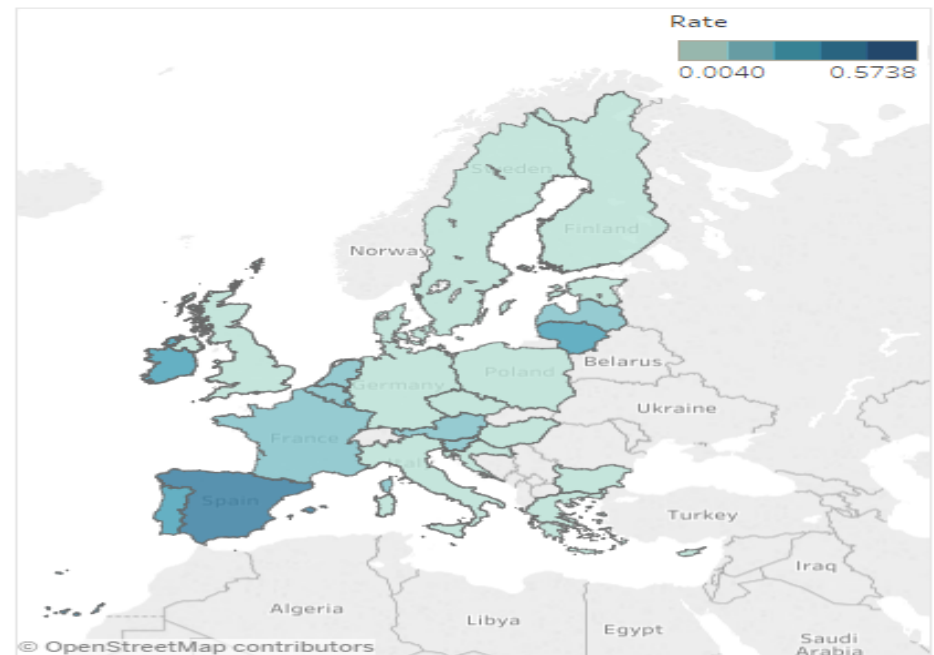 Rate
0.0040 0.5738
Sweden
Finland
Norway
Belarus
Germany
Poland
Ukraine
France
Italy
Spain
Turkey
Iraq
Algeria
Libya
Egypt
Saudi
Arabia
© OpenStreetMap contributors